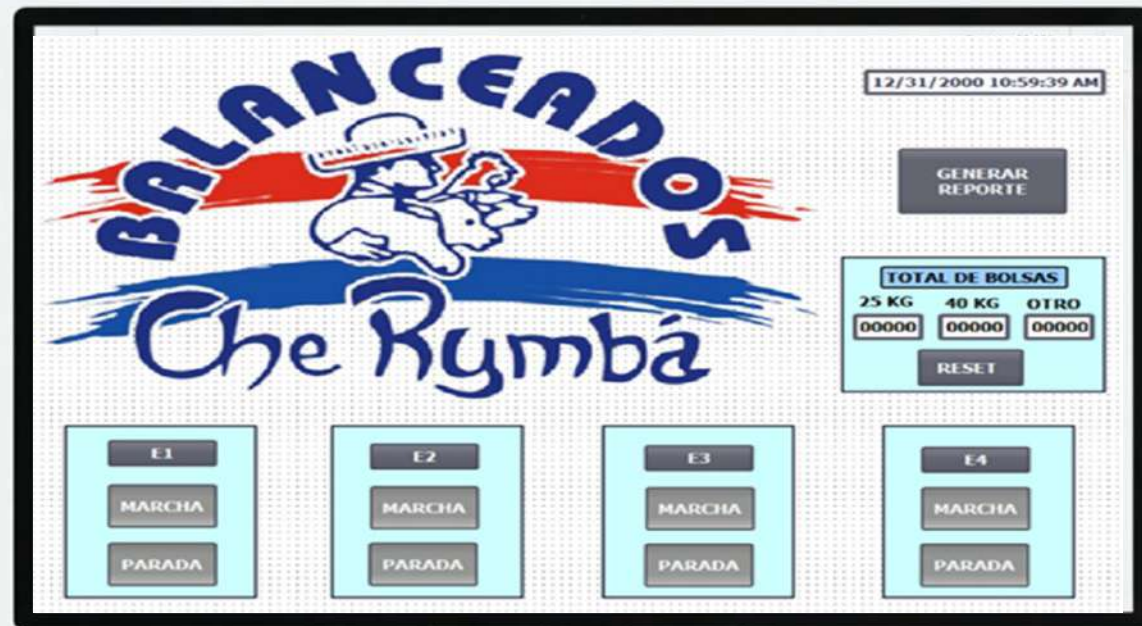 BALANCEADOS
Che Rymbá
12/31/2000 10:59:39 AM
GENERAR
REPORTE
TOTAL DE BOLSAS
25 KG 40 KG OTRO
00000 00000 00000
RESET
E1 E2 E3 E4
MARCHA MARCHA MARCHA MARCHA
PARADA PARADA PARADA PARADA